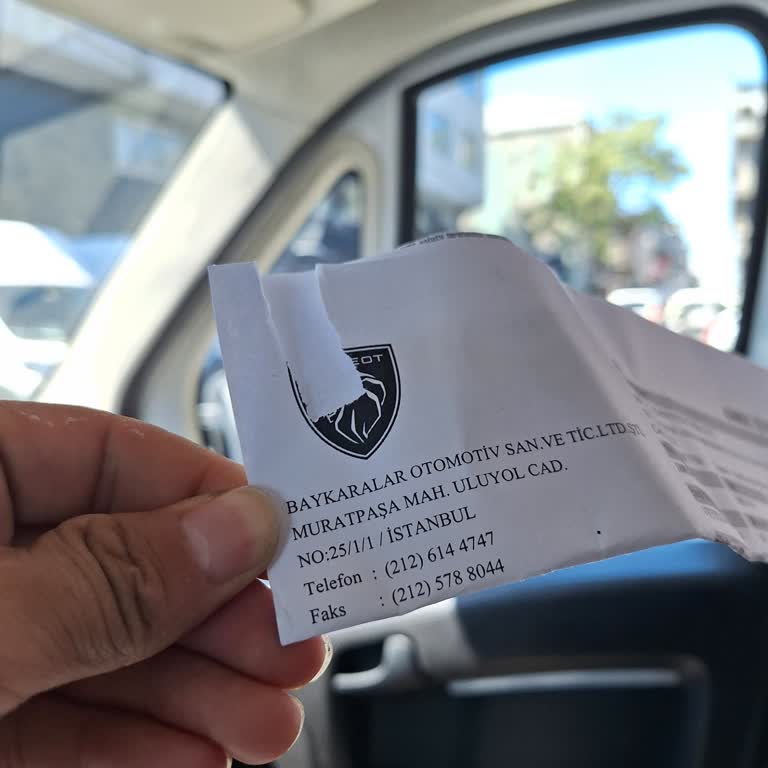 EOT
BAYKARALAR OTOMOTİV SAN.VE TİC.LTD.ŞTİ
MURATPAŞA MAH. ULUYOL CAD.
NO:25/1/1 / İSTANBUL
Telefon : (212) 614 4747
Faks : (212) 578 8044